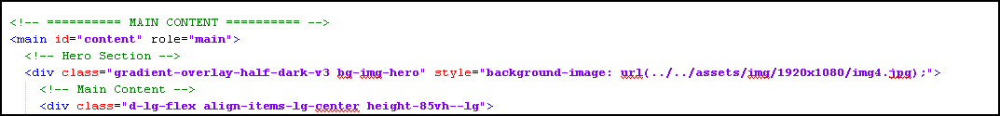 <!-- ========== MAIN CONTENT ========== -->
<main id="content" role="main">
<!-- Hero Section -->
<div class="gradient-overlay-half-dark-v3 bg-img-hero" style="background-image: url(../../assets/img/1920x1080/img4.jpg);">
<!-- Main Content -->
<div class="d-lg-flex align-items-lg-center height-85vh--lg">